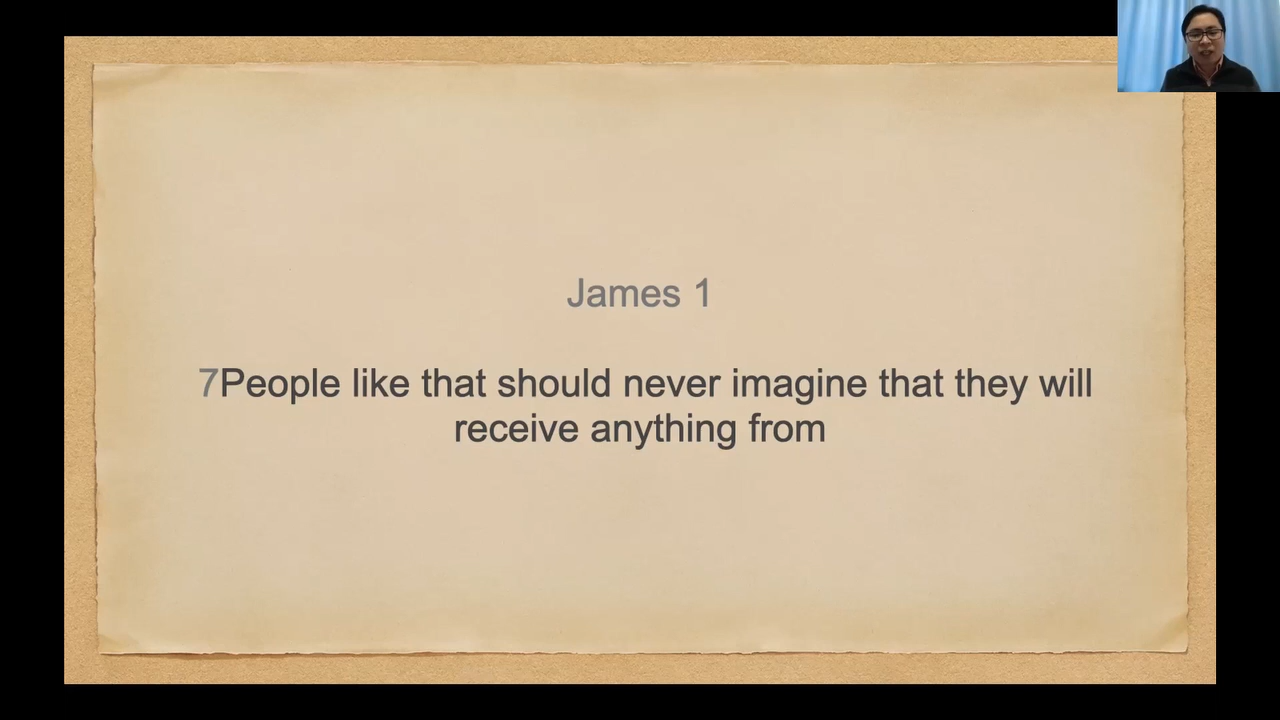 James 1
7People like that should never imagine that they will
receive anything from